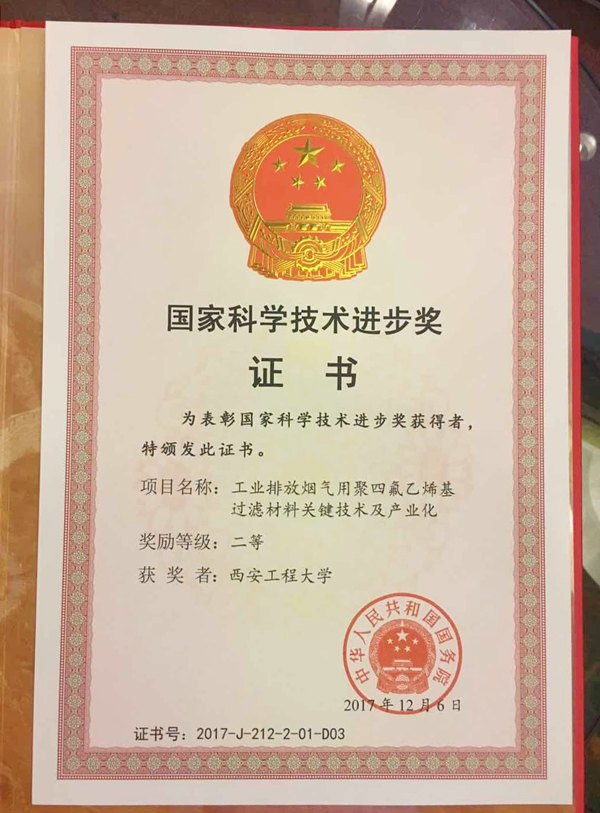 国家科学技术进步奖
证书
为表彰国家科学技术进步奖获得者，
特颁发此证书。
项目名称：工业排放烟气用聚四氟乙烯基
过滤材料关键技术及产业化
奖励等级：二等
获奖者：西安工程大学
中华人民共和国国务院
2017年12月6日
证书号：2017-J-212-2-01-D03